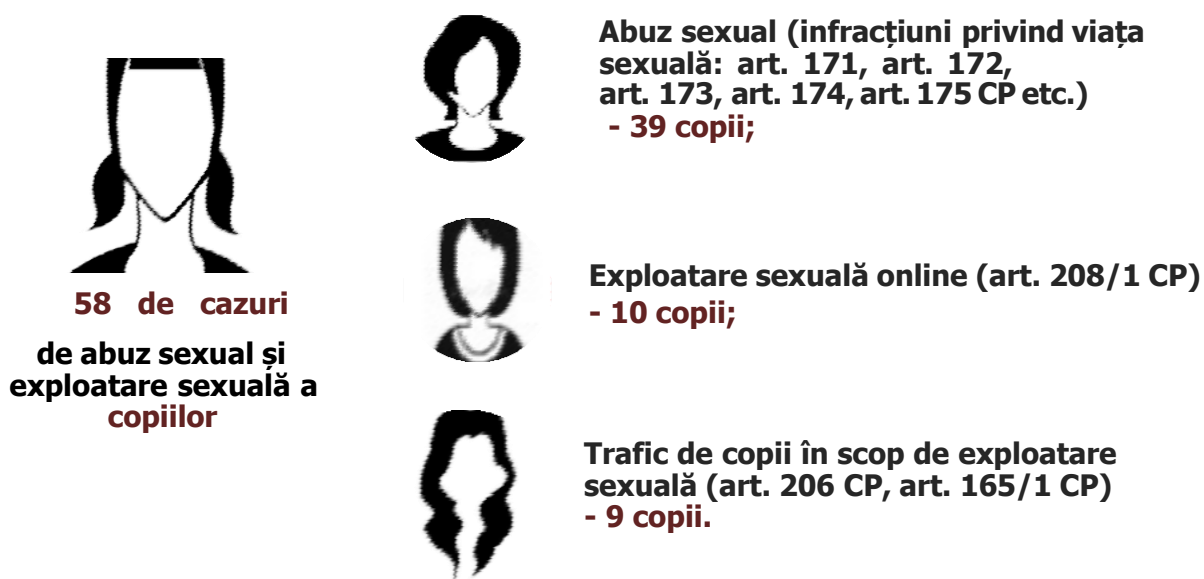 58 de cazuri
de abuz sexual și
exploatare sexuală a
copiilor
Abuz sexual (infracțiuni privind viața
sexuală: art. 171, art. 172,
art. 173, art. 174, art. 175 CP etc.)
- 39 copii;
Exploatare sexuală online (art. 208/1 CP)
- 10 copii;
Trafic de copii în scop de exploatare
sexuală (art. 206 CP, art. 165/1 CP)
- 9 copii.